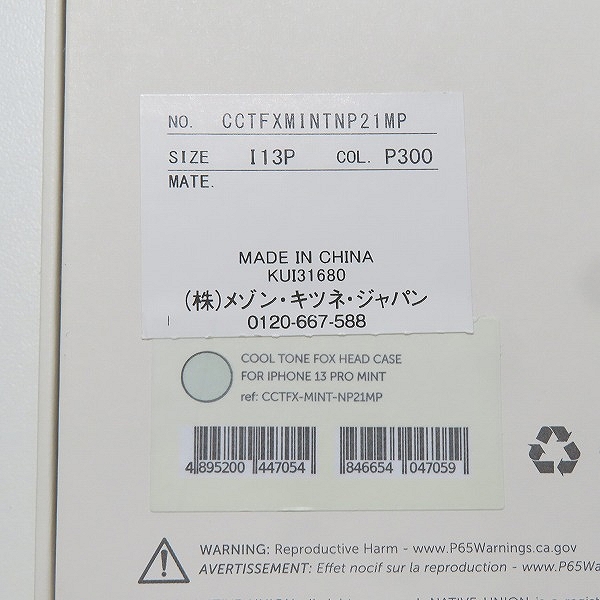 NO. CCTFXMINTNP21MP
SIZE I13P COL. P300
MATE.
MADE IN CHINA
KUI31680
(株)メゾン・キツネ・ジャパン
0120-667-588
COOL TONE FOX HEAD CASE
FOR IPHONE 13 PRO MINT
ref: CCTFX-MINT-NP21MP
4 895200 447054 846654 047059
WARNING: Reproductive Harm - www.P65Warnings.ca.gov
AVERTISSEMENT: Effet nocif sur la reproduction - www.P65Wa
NATIVE UNION